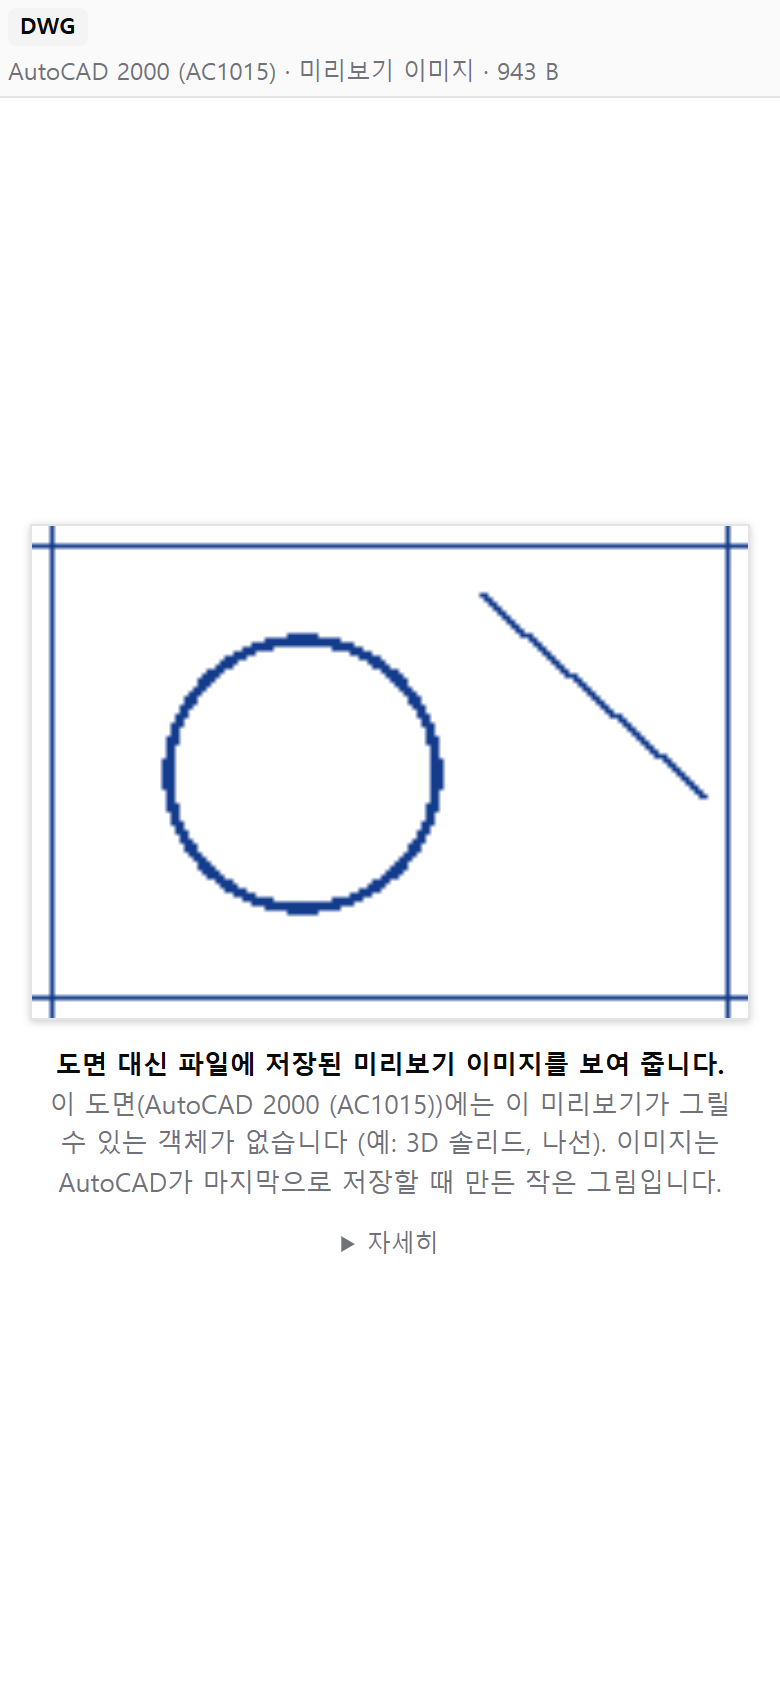 DWG
AutoCAD 2000 (AC1015) · 미리보기 이미지 · 943 B
도면 대신 파일에 저장된 미리보기 이미지를 보여 줍니다.
이 도면(AutoCAD 2000 (AC1015))에는 이 미리보기가 그릴
수 있는 객체가 없습니다 (예: 3D 솔리드, 나선). 이미지는
AutoCAD가 마지막으로 저장할 때 만든 작은 그림입니다.
▶ 자세히